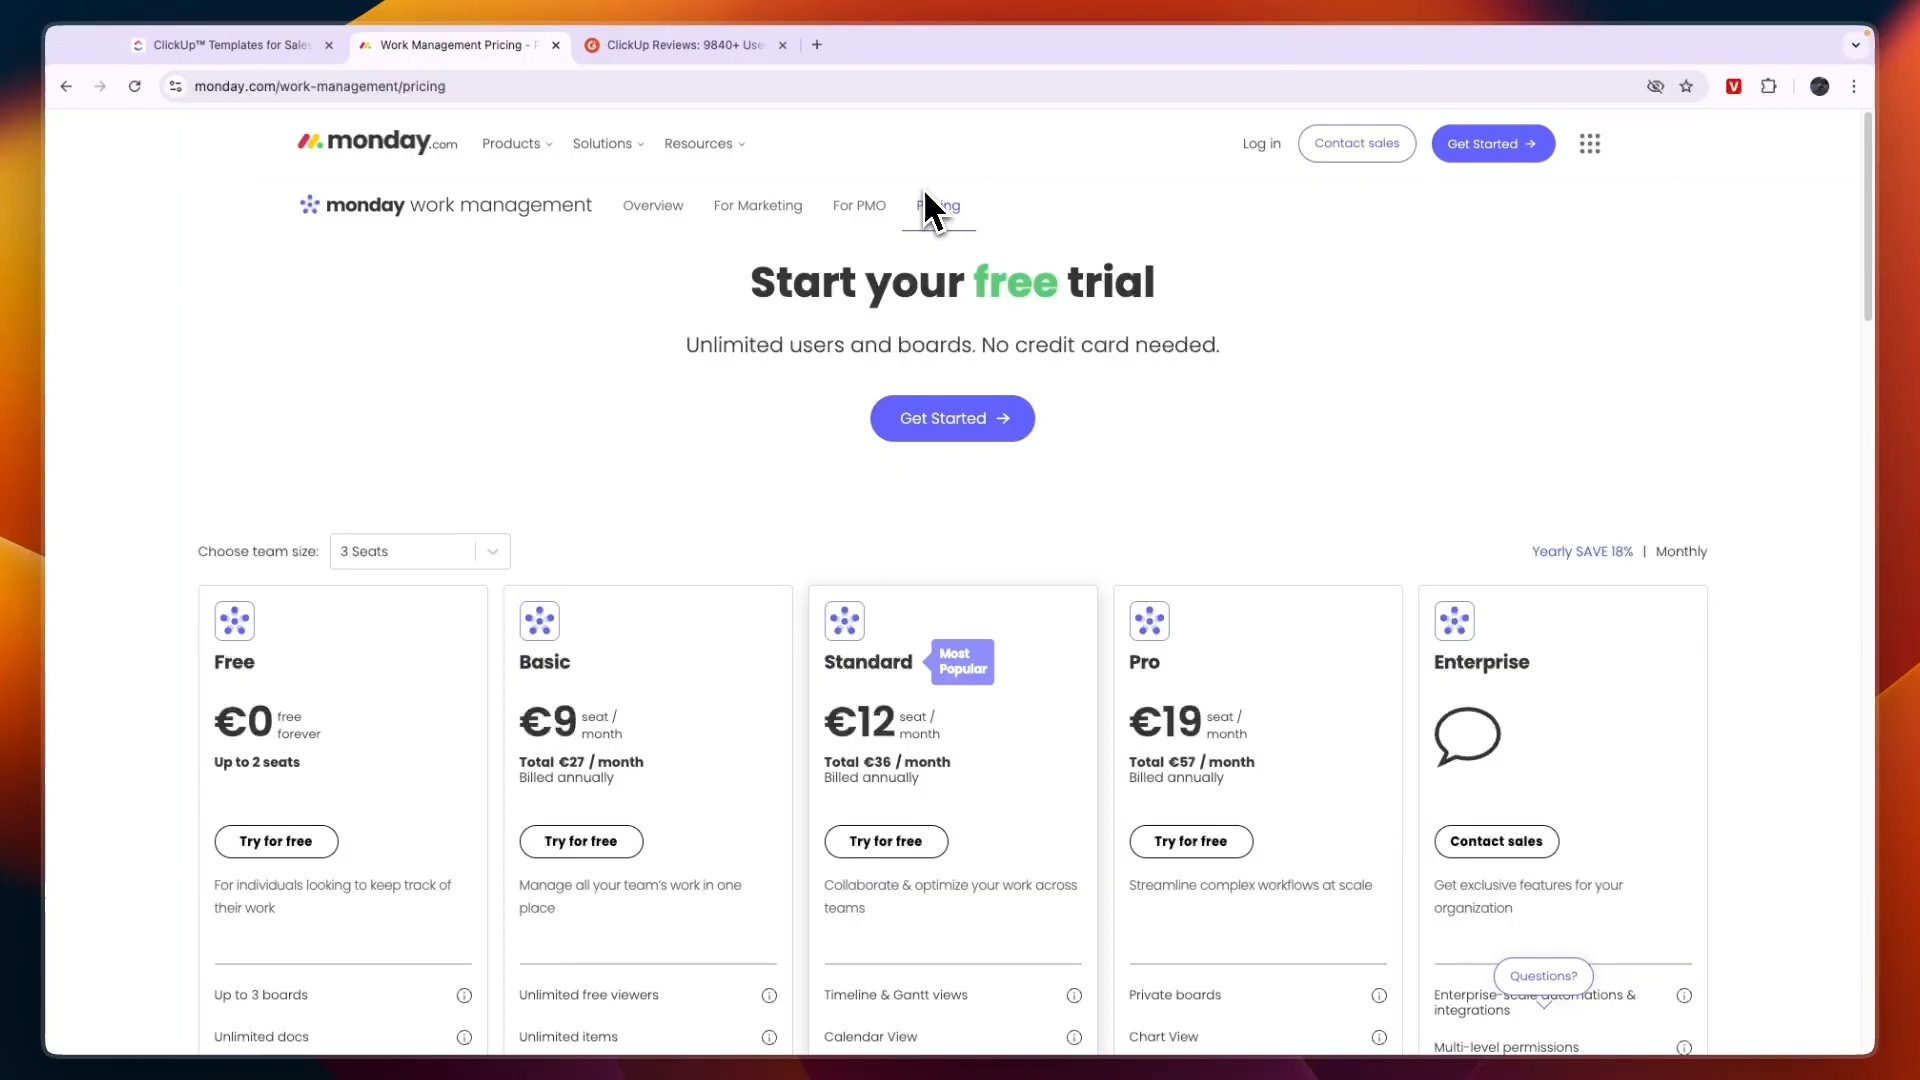 ClickUp™ Templates for Sales
Work Management Pricing -
ClickUp Reviews: 9840+ Use
monday.com/work-management/pricing
monday.com
Products
Solutions
Resources
Log in
Contact sales
Get Started →
monday work management
Overview
For Marketing
For PMO
Start your free trial
Unlimited users and boards. No credit card needed.
Get Started →
Choose team size:
3 Seats
Yearly SAVE 18% | Monthly
Free
€0 free
forever
Up to 2 seats
Try for free
For individuals looking to keep track of
their work
Up to 3 boards
Unlimited docs
Basic
€9 seat /
month
Total €27 / month
Billed annually
Try for free
Manage all your team's work in one
place
Unlimited free viewers
Unlimited items
Standard
Most
Popular
€12 seat /
month
Total €36 / month
Billed annually
Try for free
Collaborate & optimize your work across
teams
Timeline & Gantt views
Calendar View
Pro
€19 seat /
month
Total €57 / month
Billed annually
Try for free
Streamline complex workflows at scale
Private boards
Chart View
Enterprise
Contact sales
Get exclusive features for your
organization
Questions?
Enterprise-scale automations &
integrations
Multi-level permissions